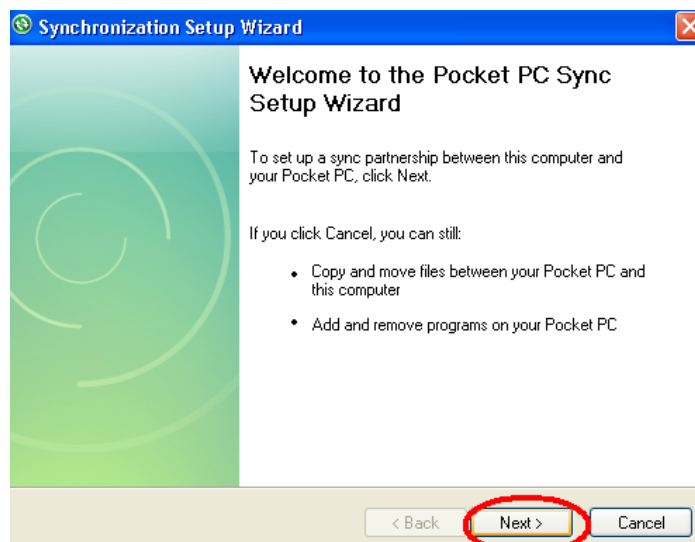 Synchronization Setup Wizard
Welcome to the Pocket PC Sync
Setup Wizard
To set up a sync partnership between this computer and
your Pocket PC, click Next.
If you click Cancel, you can still:
• Copy and move files between your Pocket PC and
this computer
• Add and remove programs on your Pocket PC
< Back Next > Cancel